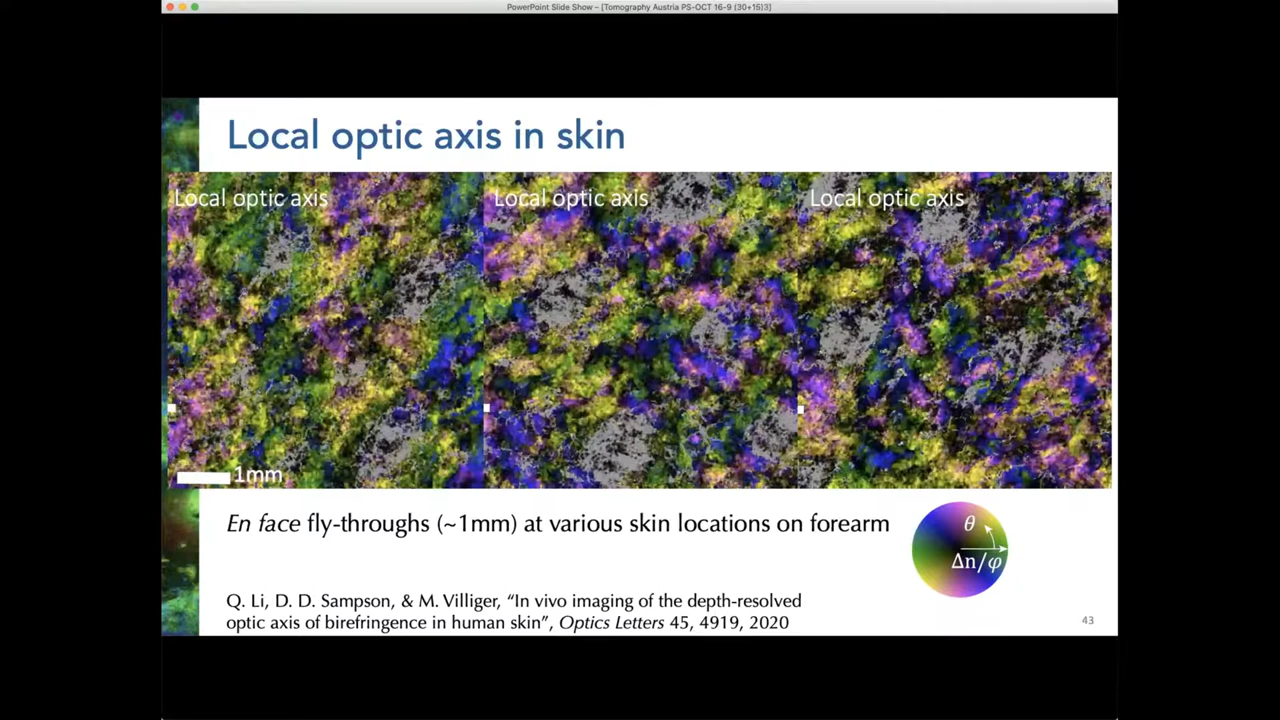 PowerPoint Slide Show – [Tomography Austria PS-OCT 16-9 (30+15)3]
Local optic axis in skin
Local optic axis
Local optic axis
Local optic axis
1mm
En face fly-throughs (~1mm) at various skin locations on forearm
θ
Δn/φ
Q. Li, D. D. Sampson, & M. Villiger, “In vivo imaging of the depth-resolved
optic axis of birefringence in human skin”, Optics Letters 45, 4919, 2020
43